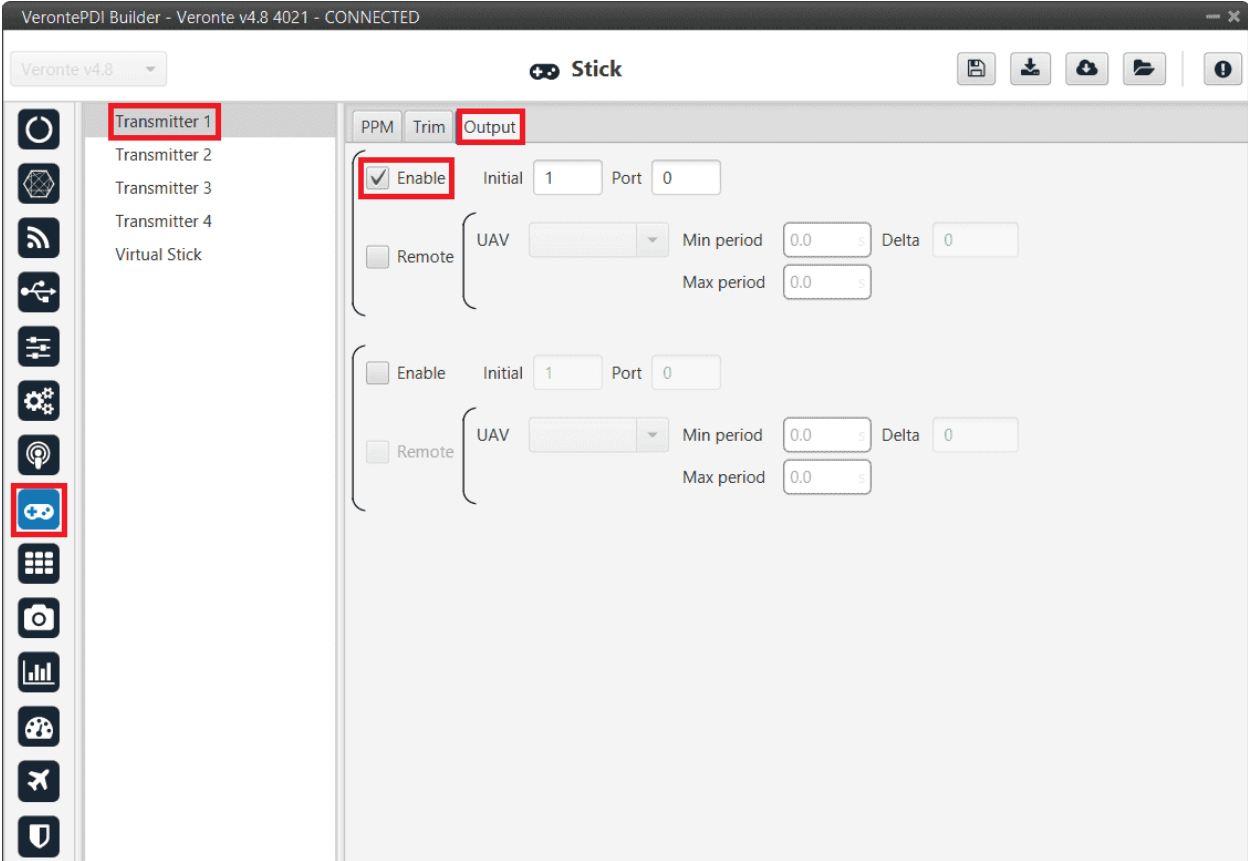 VerontePDI Builder - Veronte v4.8 4021 - CONNECTED
Veronte v4.8
Stick
Transmitter 1
Transmitter 2
Transmitter 3
Transmitter 4
Virtual Stick
PPM Trim Output
Enable Initial 1 Port 0
Remote UAV Min period 0.0 s Delta 0
Max period 0.0 s
Enable Initial 1 Port 0
Remote UAV Min period 0.0 s Delta 0
Max period 0.0 s